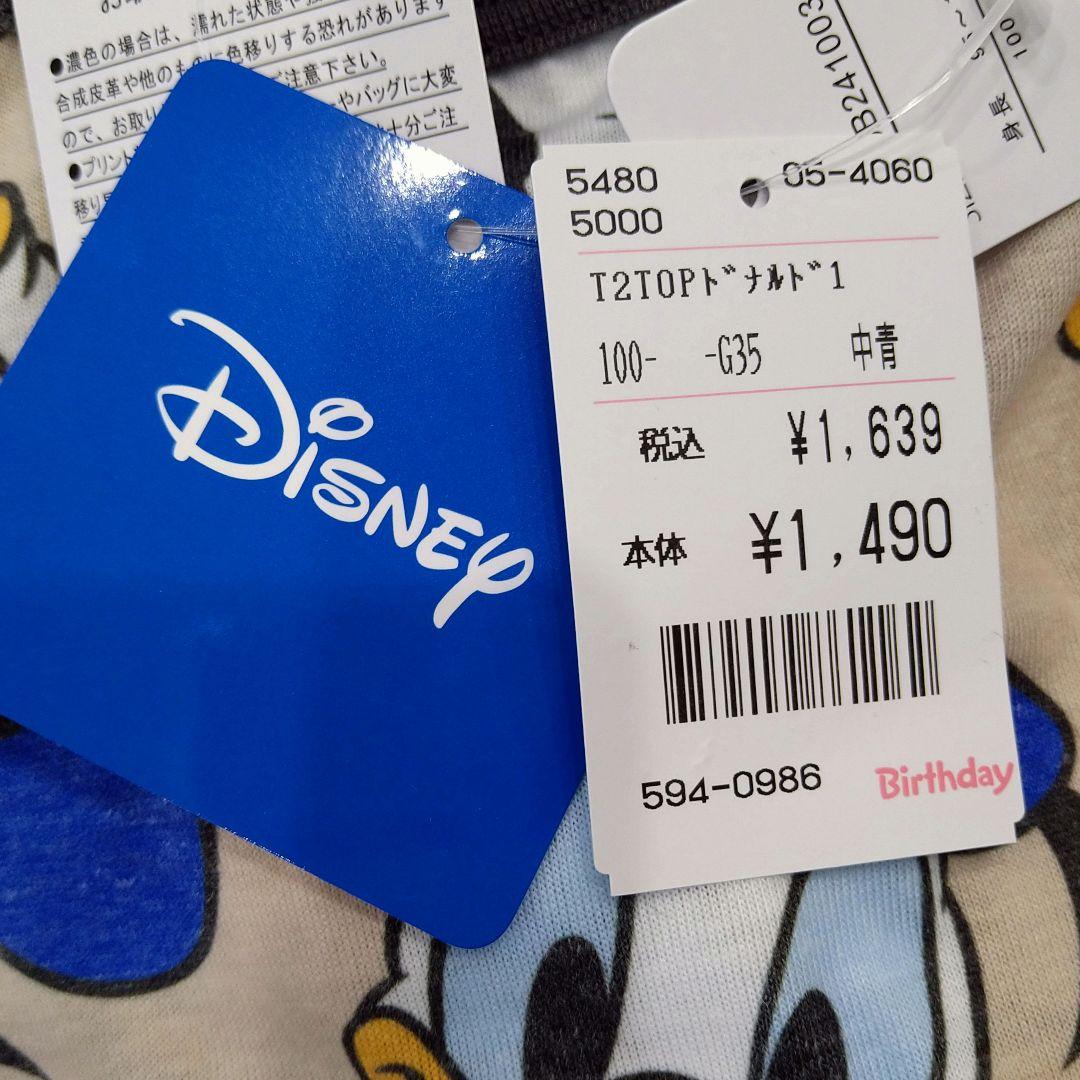 ●濃色の場合は、濡れた状態や
合成皮革や他のものに色移りする恐れがあります
ので、お取り
ご注意下さい。
やバッグに大変
十分ご注
●プリント
移り
Disney
5480
05-4060
5000
T2TOPﾄﾞﾅﾙﾄﾞ1
100-
-G35
中青
税込 ¥1,639
本体 ¥1,490
594-0986
Birthday
B241003
身長
100